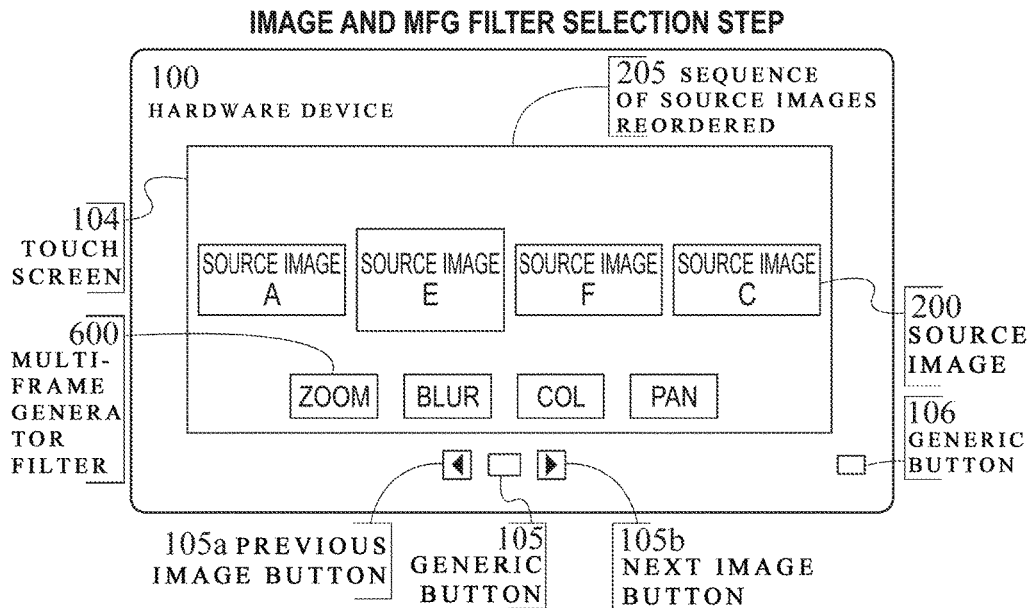 IMAGE AND MFG FILTER SELECTION STEP
100
HARDWARE DEVICE
205 SEQUENCE
OF SOURCE IMAGES
REORDERED
104
TOUCH
SCREEN
SOURCE IMAGE
A
SOURCE IMAGE
E
SOURCE IMAGE
F
SOURCE IMAGE
C
200
SOURCE
IMAGE
600
MULTI-
FRAME
GENERA
TOR
FILTER
ZOOM
BLUR
COL
PAN
106
GENERIC
BUTTON
105a PREVIOUS
IMAGE BUTTON
105
GENERIC
BUTTON
105b
NEXT IMAGE
BUTTON